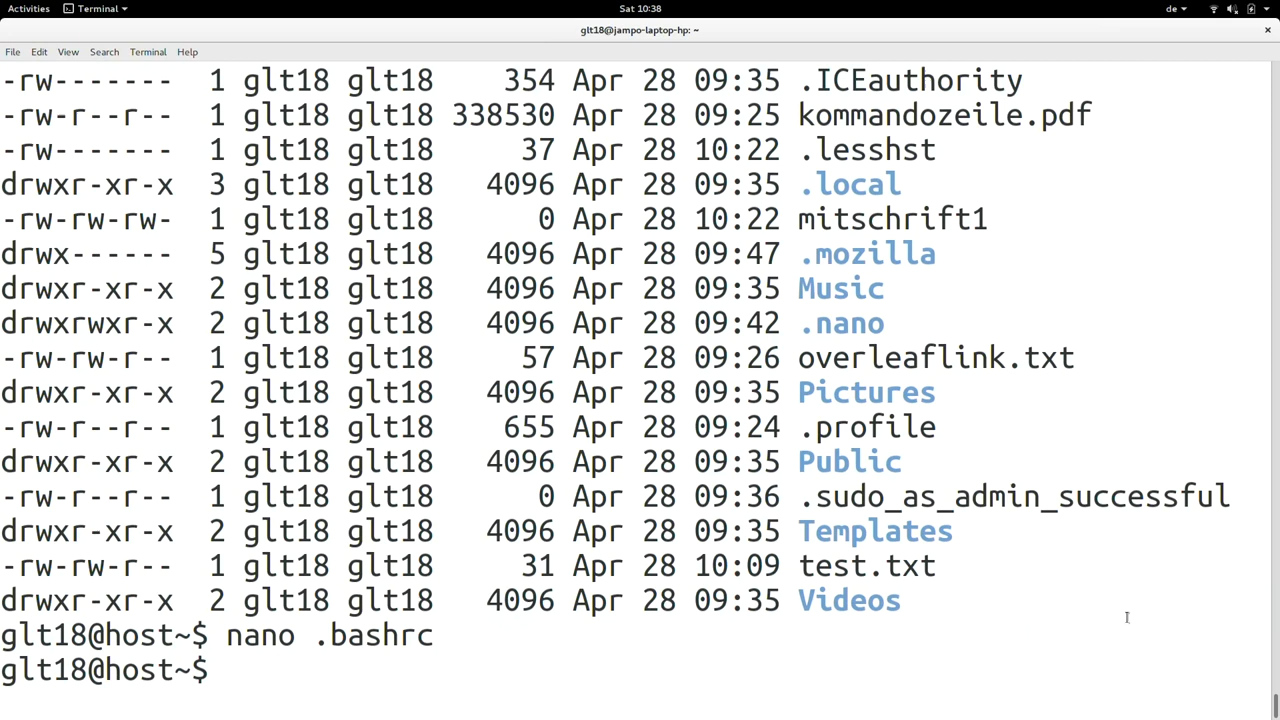 Activities Terminal Sat 10:38 de
glt18@jampo-laptop-hp: ~ ×
File Edit View Search Terminal Help
-rw-------  1 glt18 glt18    354 Apr 28 09:35 .ICEauthority
-rw-r--r--  1 glt18 glt18 338530 Apr 28 09:25 kommandozeile.pdf
-rw-------  1 glt18 glt18     37 Apr 28 10:22 .lesshst
drwxr-xr-x  3 glt18 glt18   4096 Apr 28 09:35 .local
-rw-rw-rw-  1 glt18 glt18      0 Apr 28 10:22 mitschrift1
drwx------  5 glt18 glt18   4096 Apr 28 09:47 .mozilla
drwxr-xr-x  2 glt18 glt18   4096 Apr 28 09:35 Music
drwxrwxr-x  2 glt18 glt18   4096 Apr 28 09:42 .nano
-rw-rw-r--  1 glt18 glt18     57 Apr 28 09:26 overleaflink.txt
drwxr-xr-x  2 glt18 glt18   4096 Apr 28 09:35 Pictures
-rw-r--r--  1 glt18 glt18    655 Apr 28 09:24 .profile
drwxr-xr-x  2 glt18 glt18   4096 Apr 28 09:35 Public
-rw-r--r--  1 glt18 glt18      0 Apr 28 09:36 .sudo_as_admin_successful
drwxr-xr-x  2 glt18 glt18   4096 Apr 28 09:35 Templates
-rw-rw-r--  1 glt18 glt18     31 Apr 28 10:09 test.txt
drwxr-xr-x  2 glt18 glt18   4096 Apr 28 09:35 Videos
glt18@host~$ nano .bashrc
glt18@host~$